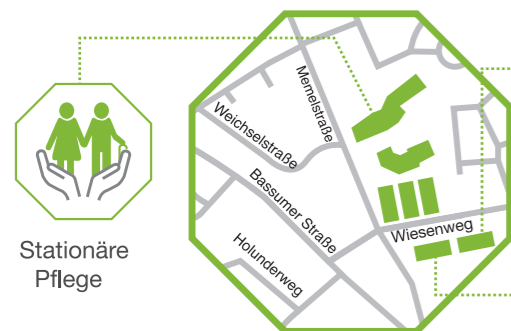 Stationäre
Pflege
Memelstraße
Weichselstraße
Bassumer Straße
Holunderweg
Wiesenweg